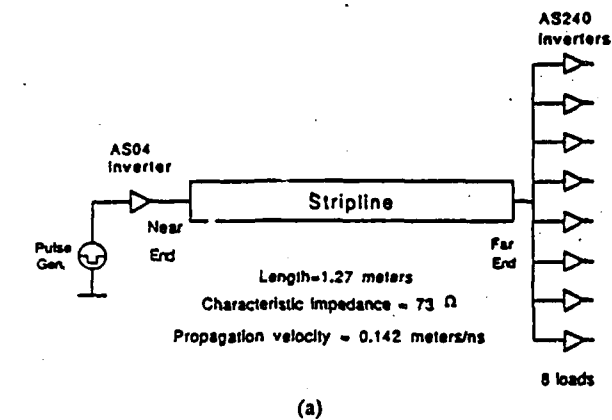 AS240
Inverters
AS04
Inverter
Stripline
Near
End
Pulse
Gen.
Far
End
Length=1.27 meters
Characteristic impedance = 73 Ω
Propagation velocity = 0.142 meters/ns
8 loads
(a)